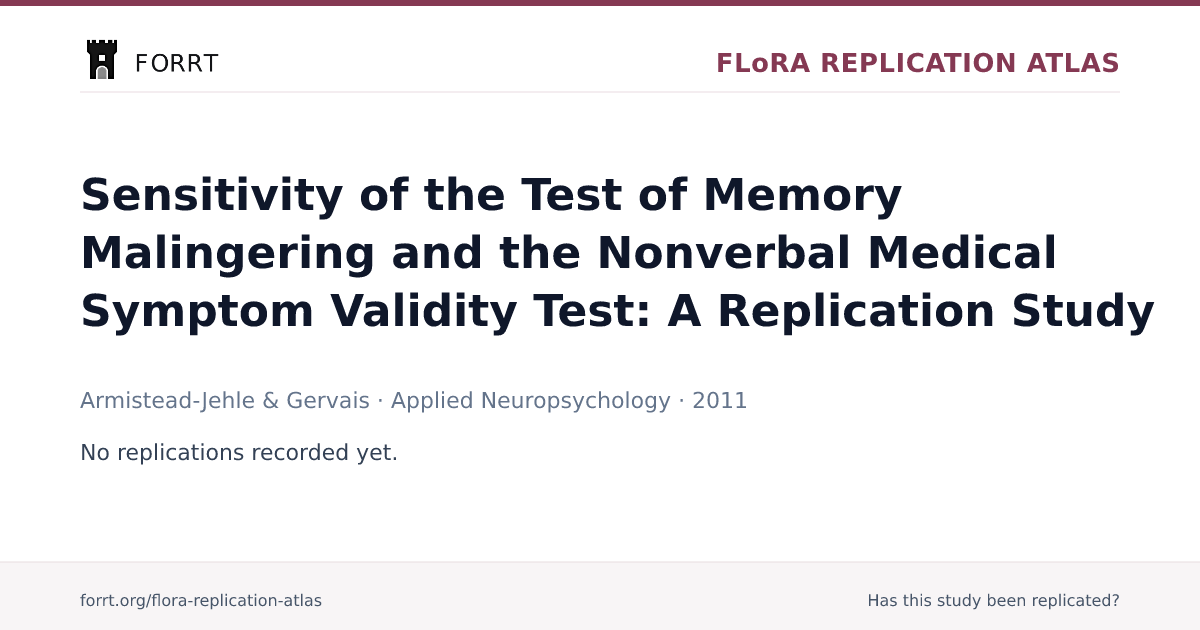 FORRT
FLoRA REPLICATION ATLAS
Sensitivity of the Test of Memory
Malingering and the Nonverbal Medical
Symptom Validity Test: A Replication Study
Armistead-Jehle & Gervais · Applied Neuropsychology · 2011
No replications recorded yet.
forrt.org/flora-replication-atlas
Has this study been replicated?